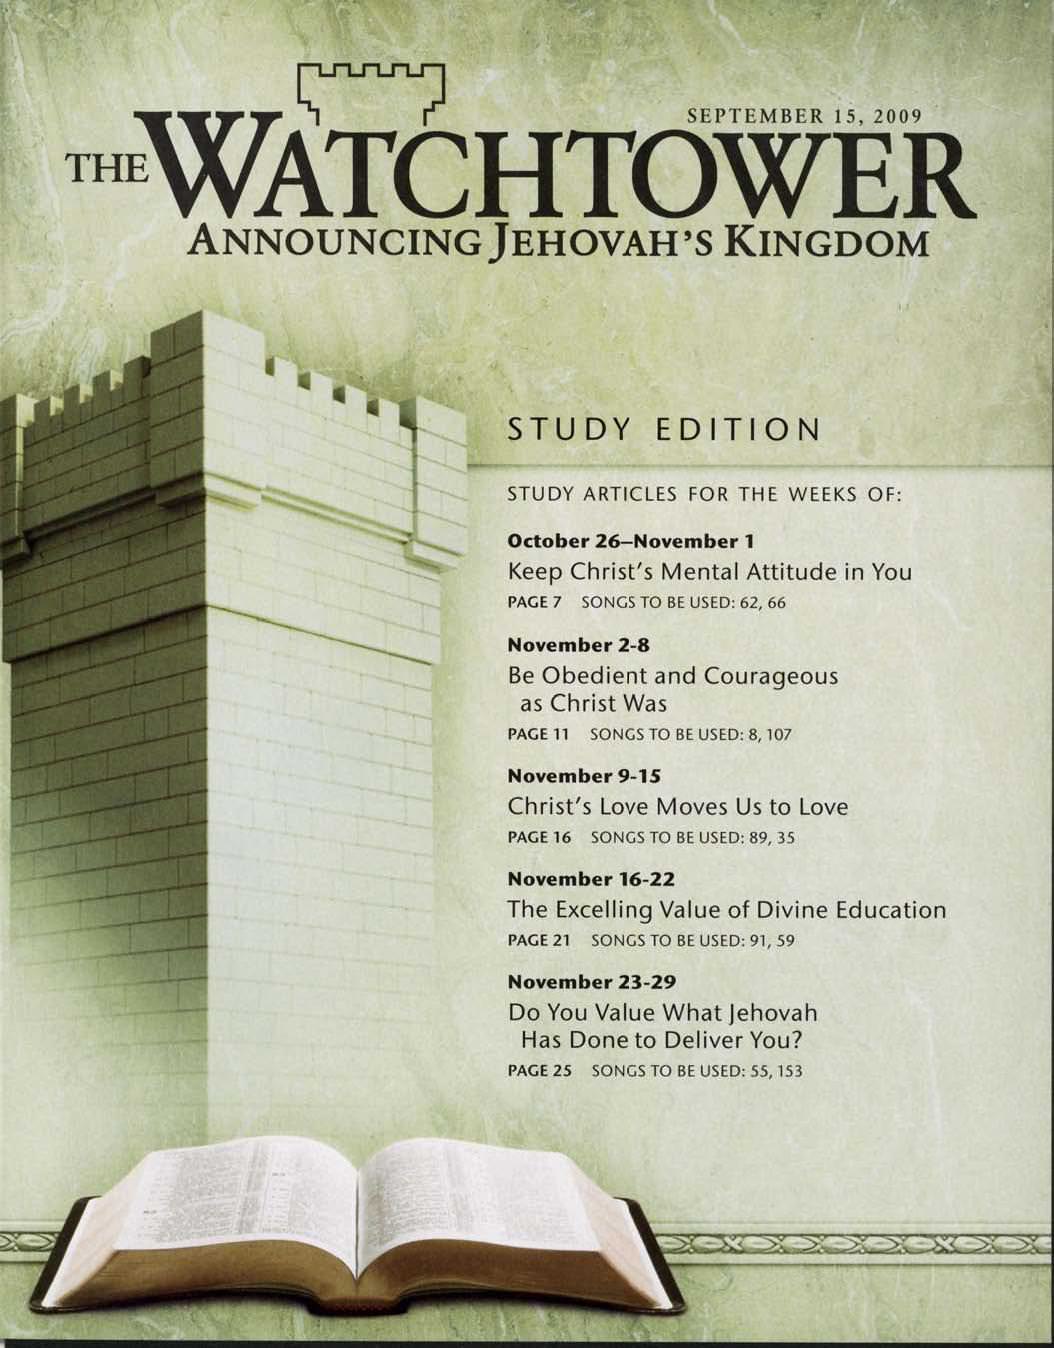 SEPTEMBER 15, 2009
THE WATCHTOWER
ANNOUNCING JEHOVAH'S KINGDOM
STUDY EDITION
STUDY ARTICLES FOR THE WEEKS OF:
October 26–November 1
Keep Christ's Mental Attitude in You
PAGE 7 SONGS TO BE USED: 62, 66
November 2-8
Be Obedient and Courageous
as Christ Was
PAGE 11 SONGS TO BE USED: 8, 107
November 9-15
Christ's Love Moves Us to Love
PAGE 16 SONGS TO BE USED: 89, 35
November 16-22
The Excelling Value of Divine Education
PAGE 21 SONGS TO BE USED: 91, 59
November 23-29
Do You Value What Jehovah
Has Done to Deliver You?
PAGE 25 SONGS TO BE USED: 55, 153